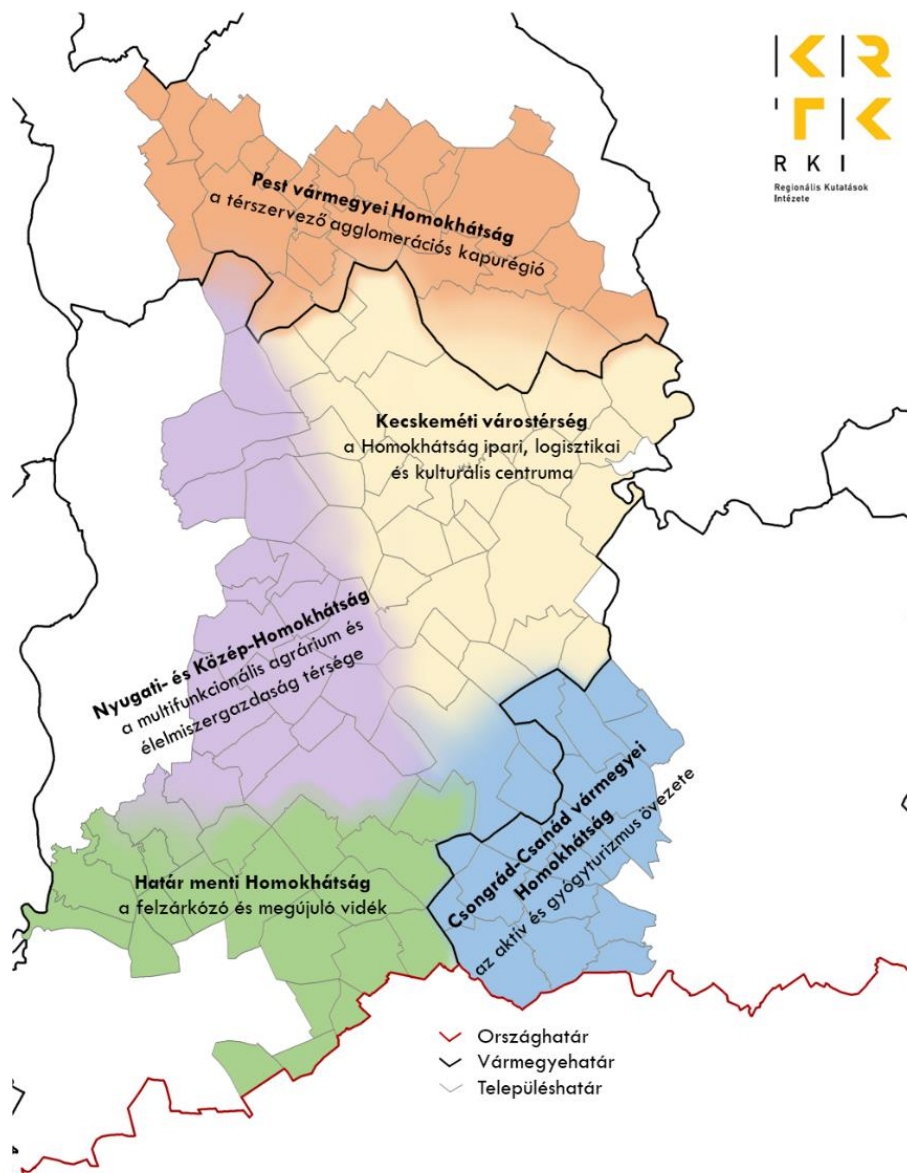 KR
TK
RKI
Regionális Kutatások
Intézete
Pest vármegyei Homokhátság
a térszervező agglomerációs kapurégió
Kecskeméti várostérség
a Homokhátság ipari, logisztikai
és kulturális centruma
Nyugati- és Közép-Homokhátság
a multifunkcionális agrárium és
élelmiszergazdaság térsége
Csongrád-Csanád vármegyei
Homokhátság
az aktív és gyógyturizmus övezete
Határ menti Homokhátság
a felzárkózó és megújuló vidék
Országhatár
Vármegyehatár
Településhatár